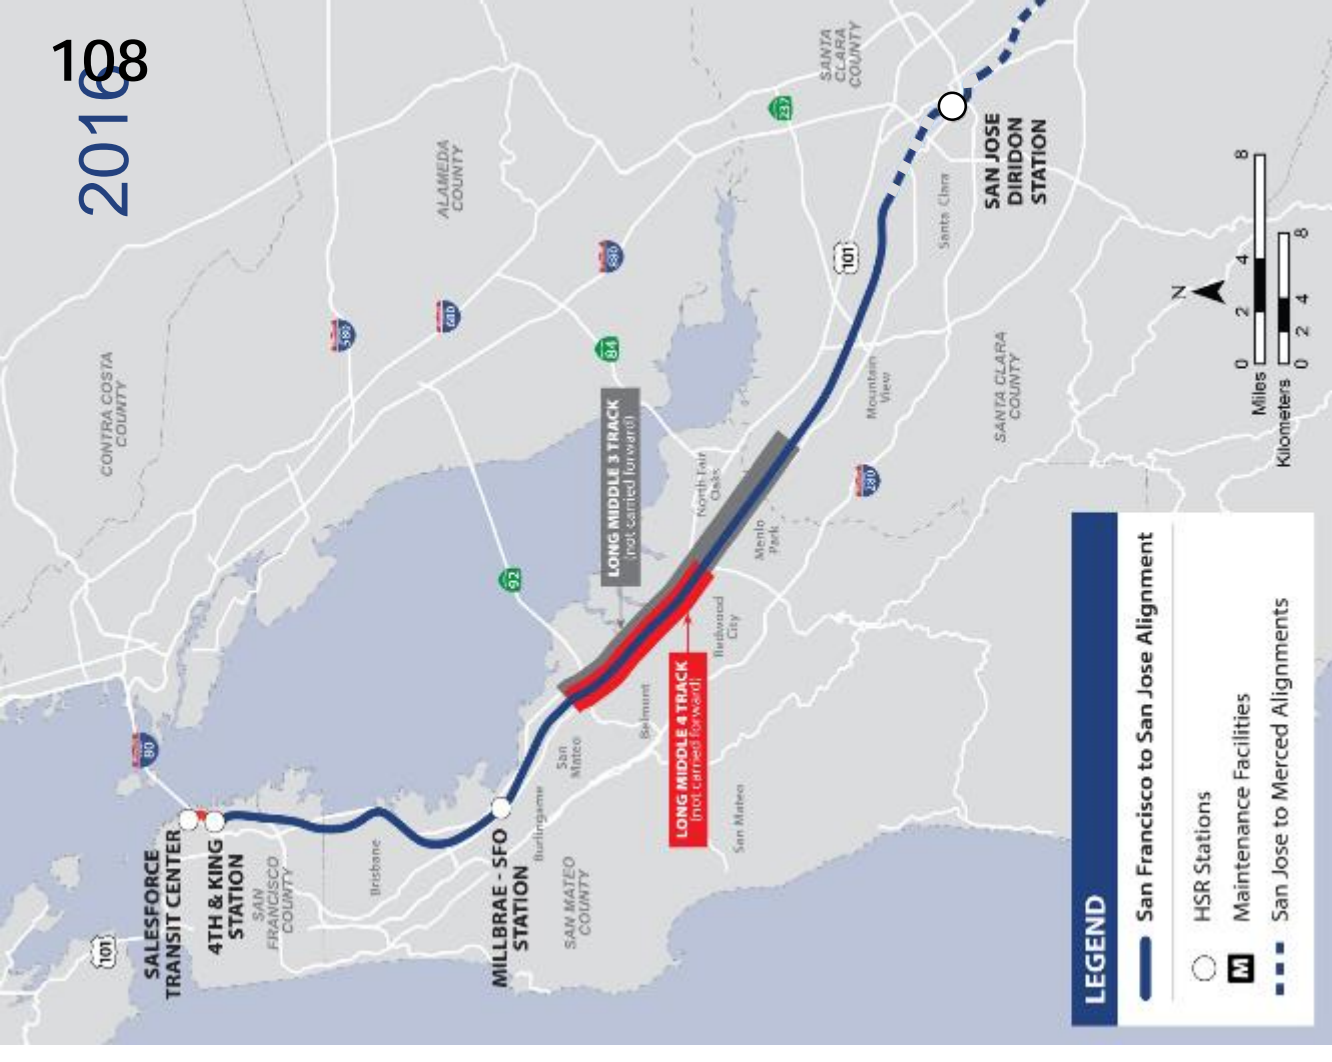 108
2016
CONTRA COSTA
COUNTY
ALAMEDA
COUNTY
SANTA
CLARA
COUNTY
580
680
880
84
237
92
80
101
SALESFORCE
TRANSIT CENTER
4TH & KING
STATION
SAN
FRANCISCO
COUNTY
Brisbane
MILLBRAE - SFO
STATION
Burlingame
SAN MATEO
COUNTY
San
Mateo
Belmont
LONG MIDDLE 3 TRACK
(not carried forward)
LONG MIDDLE 4 TRACK
(not carried forward)
San Mateo
Redwood
City
North Fair
Oaks
Menlo
Park
280
Mountain
View
101
Santa Clara
SAN JOSE
DIRIDON
STATION
SANTA CLARA
COUNTY
N
0 2 4 8
Miles
Kilometers
0 2 4 8
LEGEND
San Francisco to San Jose Alignment
HSR Stations
M Maintenance Facilities
San Jose to Merced Alignments